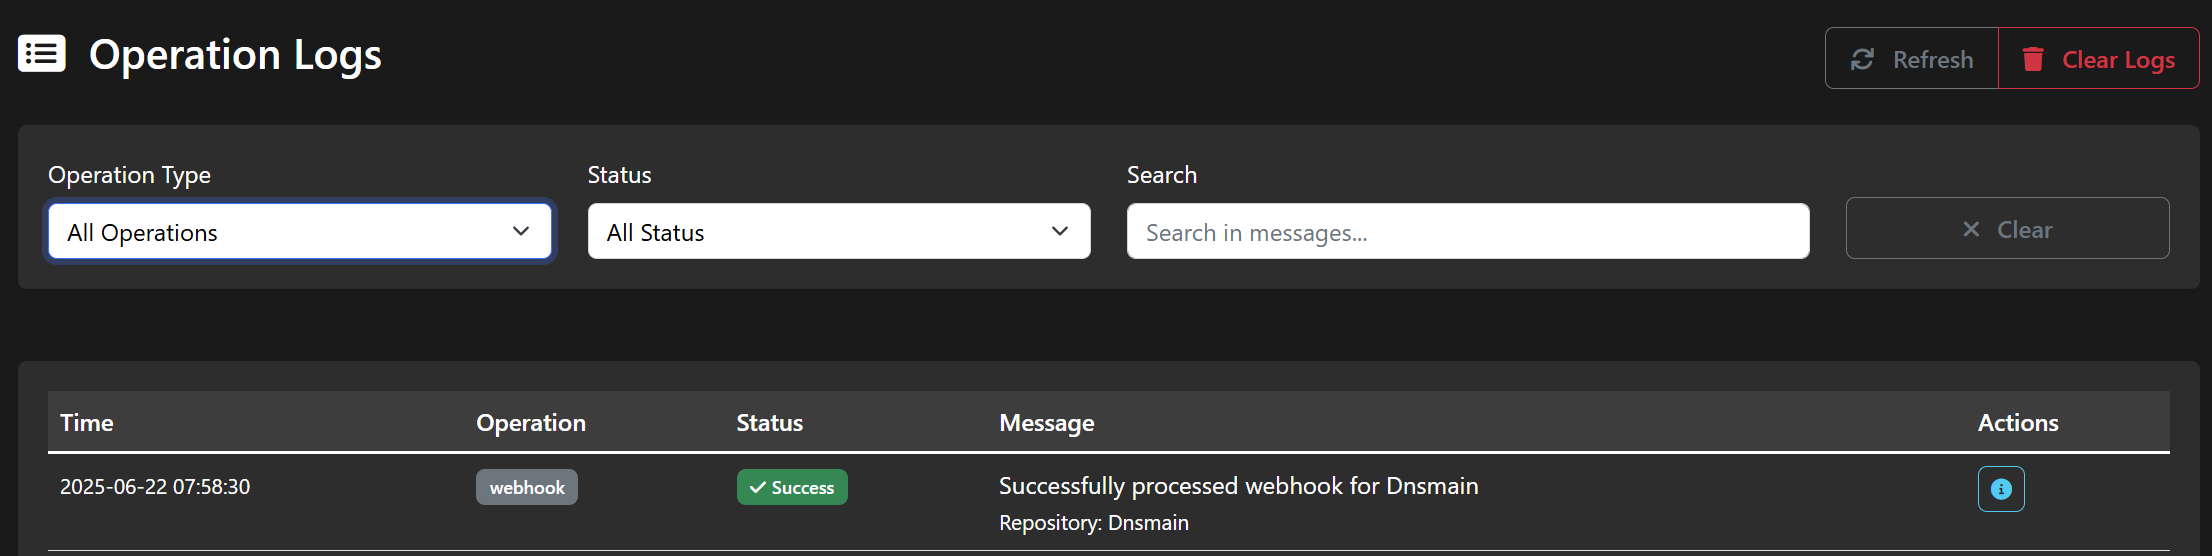 Operation Logs
Refresh
Clear Logs
Operation Type
Status
Search
All Operations
All Status
Search in messages...
Clear
Time Operation Status Message Actions
2025-06-22 07:58:30 webhook Success Successfully processed webhook for Dnsmain
Repository: Dnsmain